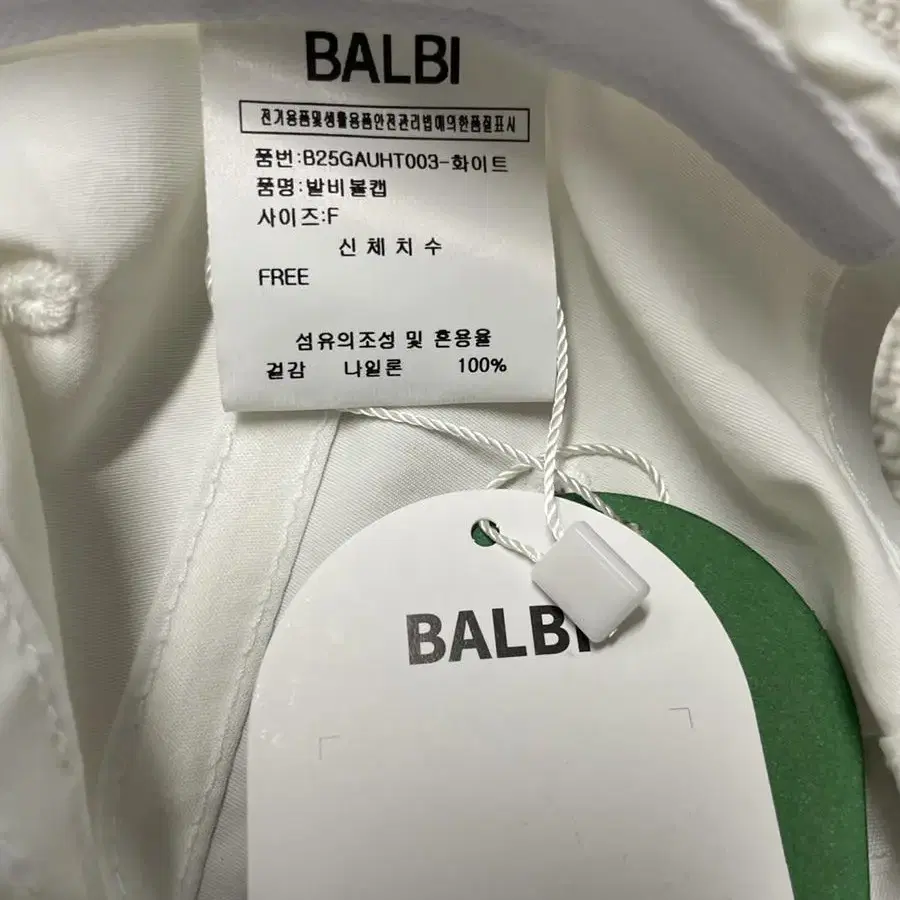 BALBI
전기용품및생활용품안전관리법에의한품질표시
품번:B25GAUHT003-화이트
품명:발비볼캡
사이즈:F
신체치수
FREE
섬유의조성 및 혼용율
겉감 나일론 100%
BALBI